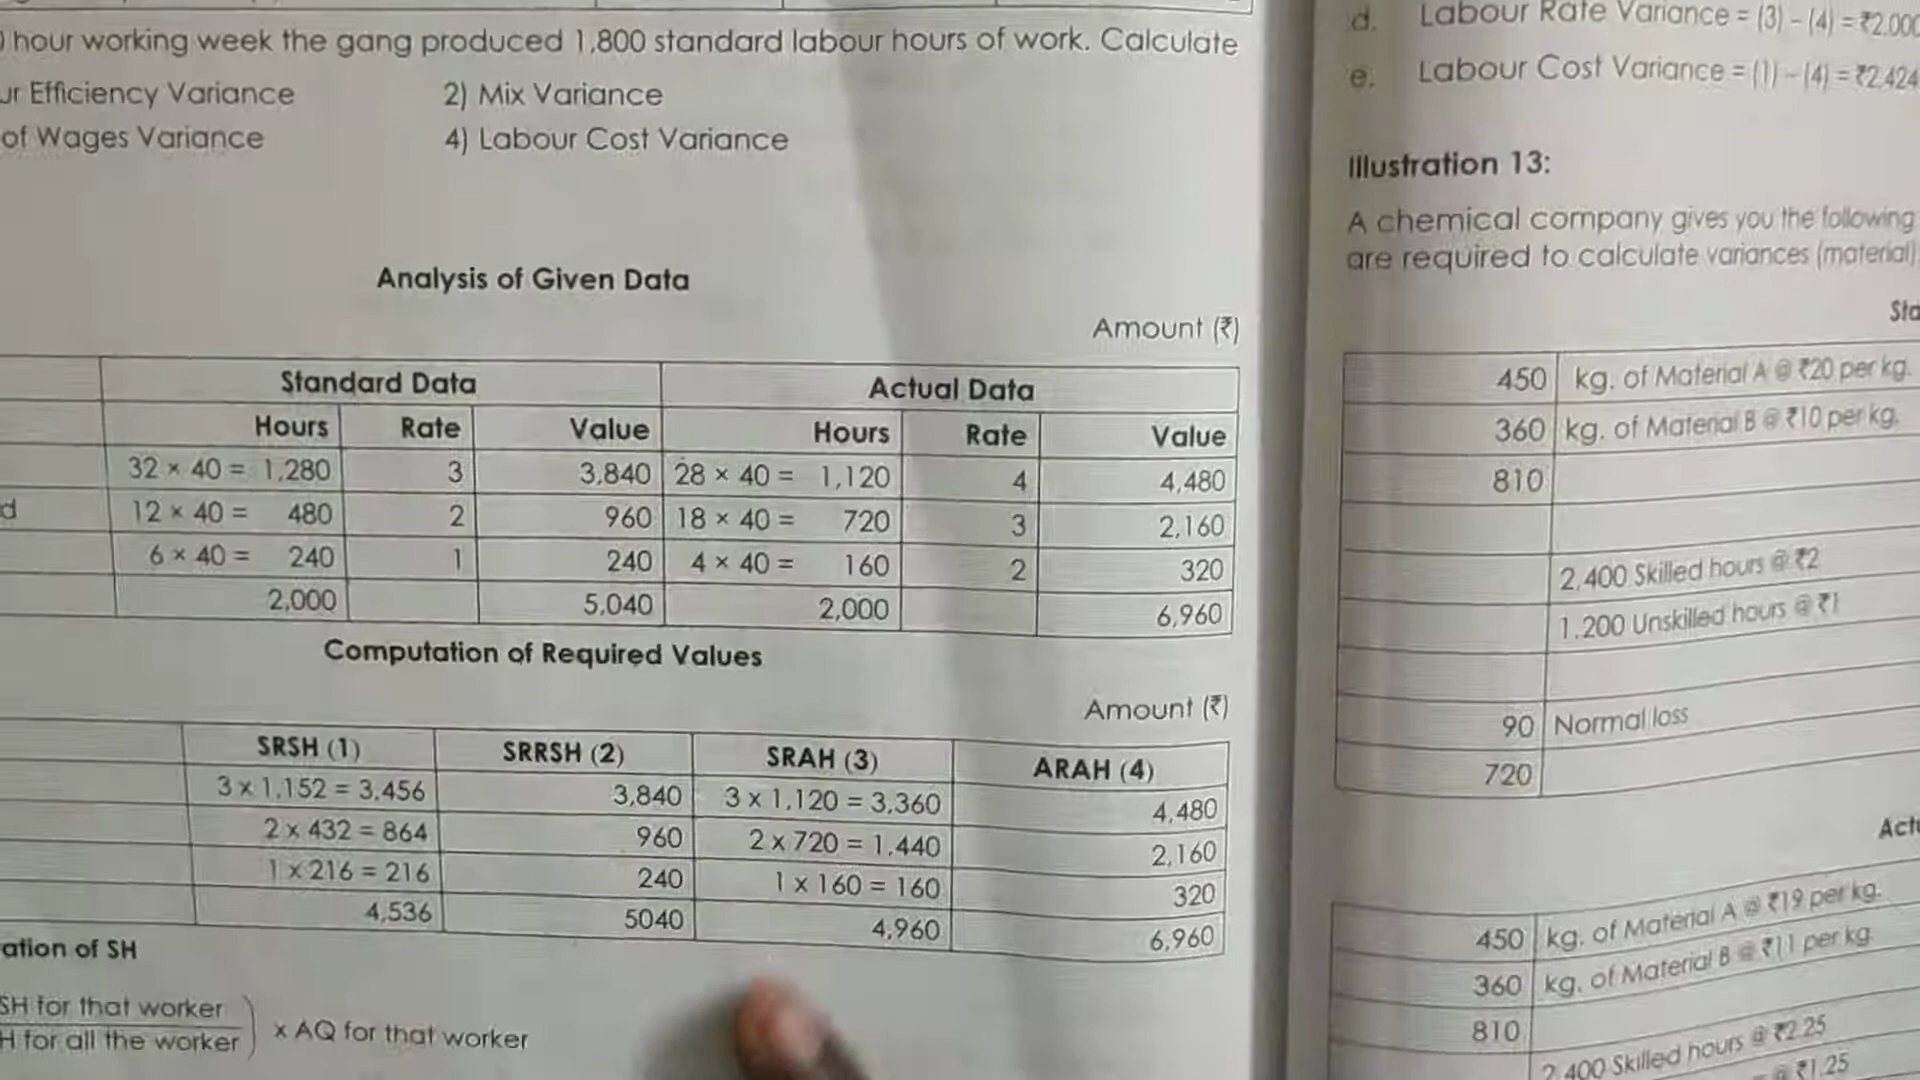 hour working week the gang produced 1,800 standard labour hours of work. Calculate
Efficiency Variance 2) Mix Variance
of Wages Variance 4) Labour Cost Variance
Analysis of Given Data
Amount (₹)
Standard Data Actual Data
Hours Rate Value Hours Rate Value
32 × 40 = 1,280 3 3,840 28 × 40 = 1,120 4 4,480
d 12 × 40 = 480 2 960 18 × 40 = 720 3 2,160
6 × 40 = 240 1 240 4 × 40 = 160 2 320
2,000 5,040 2,000 6,960
Computation of Required Values
Amount (₹)
SRSH (1) SRRSH (2) SRAH (3) ARAH (4)
3 x 1,152 = 3,456 3,840 3 x 1,120 = 3,360 4,480
2 x 432 = 864 960 2 x 720 = 1,440 2,160
1 x 216 = 216 240 1 x 160 = 160 320
4,536 5040 4,960 6,960
ation of SH
SH for that worker
H for all the worker
x AQ for that worker
d. Labour Rate Variance = (3) – (4) = ₹2,000
e. Labour Cost Variance = (1) – (4) = ₹2,424
Illustration 13:
A chemical company gives you the following
are required to calculate variances (material)
Sta
450 kg. of Material A @ ₹20 per kg.
360 kg. of Material B @ ₹10 per kg.
810
2,400 Skilled hours @ ₹2
1,200 Unskilled hours @ ₹1
90 Normal loss
720
Act
450 kg. of Material A @ ₹19 per kg.
360 kg. of Material B @ ₹11 per kg
810
2,400 Skilled hours @ ₹2.25
@ ₹1.25